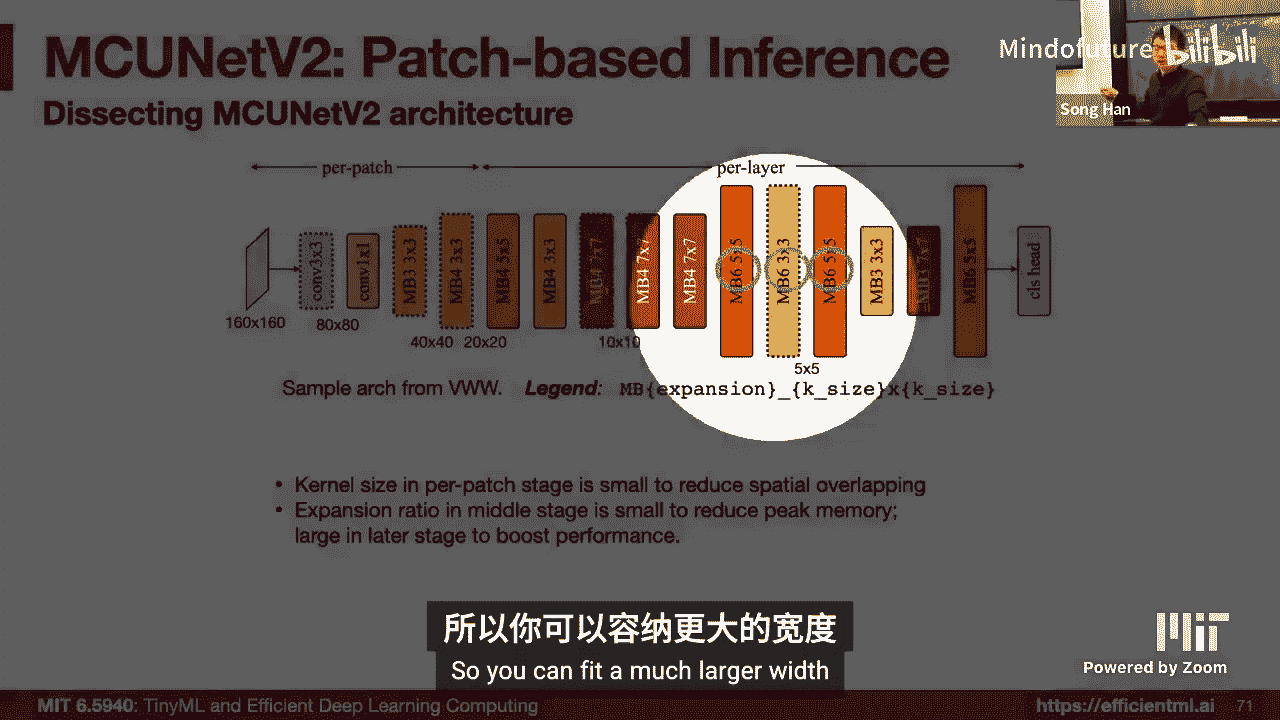 MCUNetV2: Patch-based Inference
Mindofuture bilibili
Dissecting MCUNetV2 architecture
Song Han
per-patch
per-layer
conv3x3
conv1x1
MB3 3x3
MB4 3x3
MB4 5x5
MB4 3x3
MB4 7x7
MB4 7x7
MB4 7x7
MB6 5x5
MB6 3x3
MB6 5x5
MB3 3x3
MB6 5x5
cls head
160x160
80x80
40x40
20x20
10x10
5x5
Sample arch from VWW. Legend: MB{expansion}_{k_size}x{k_size}
• Kernel size in per-patch stage is small to reduce spatial overlapping
• Expansion ratio in middle stage is small to reduce peak memory;
large in later stage to boost performance.
所以你可以容纳更大的宽度
So you can fit a much larger width
MiT
Powered by Zoom
MIT 6.5940: TinyML and Efficient Deep Learning Computing
https://efficientml.ai
71